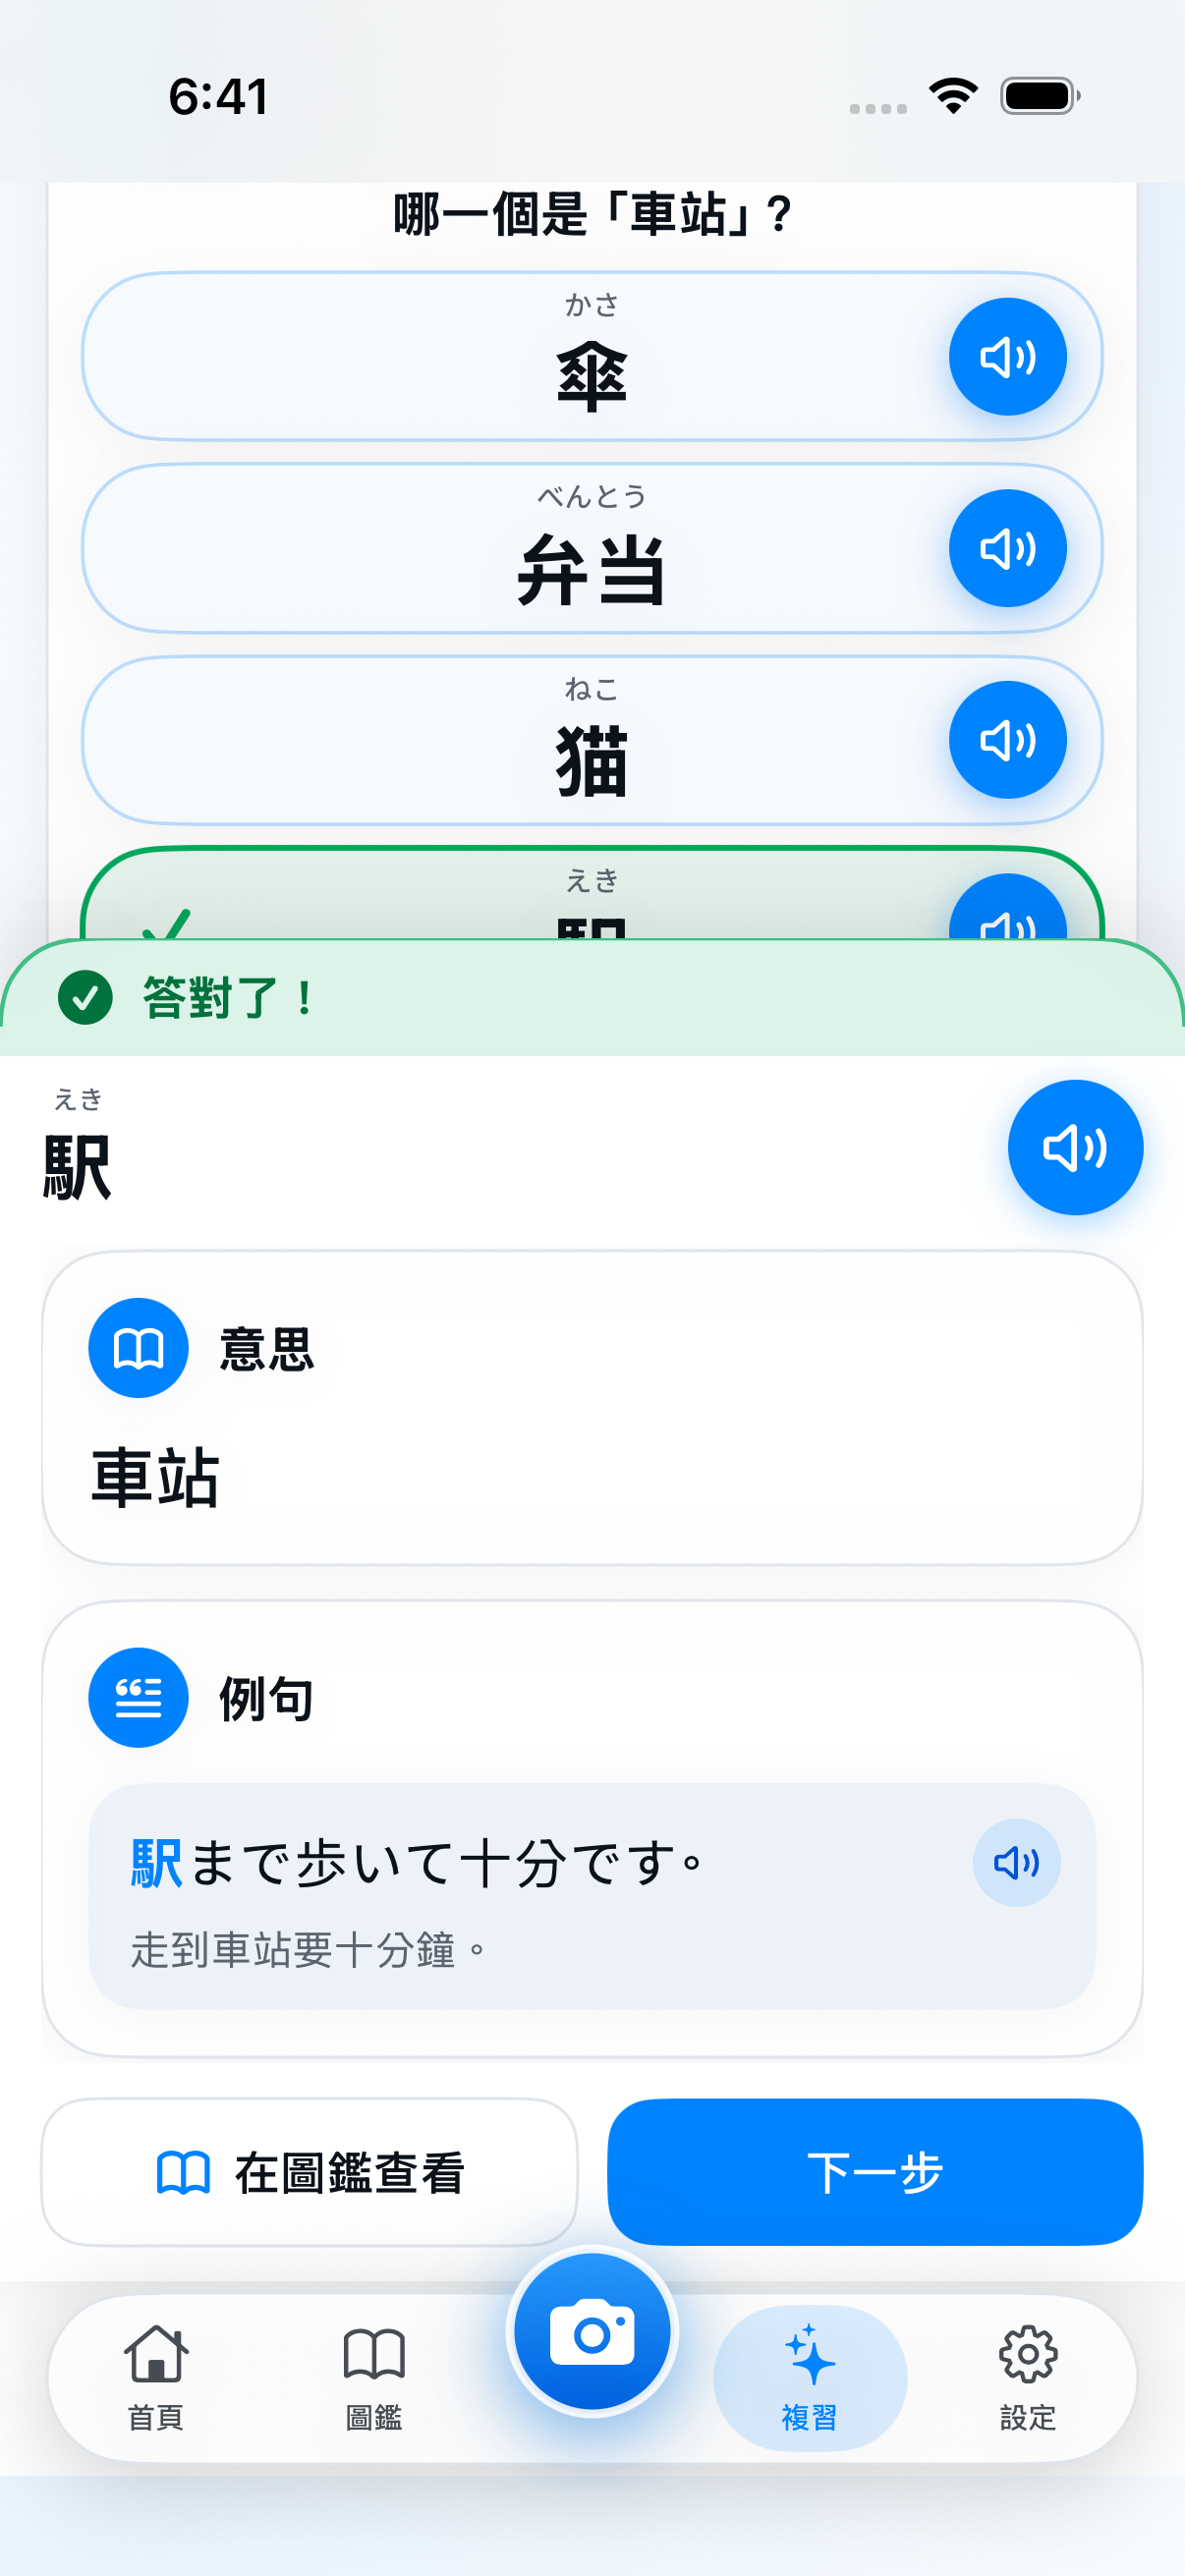 6:41
哪一個是「車站」?
かさ
傘
べんとう
弁当
ねこ
猫
えき
駅
答對了！
えき
駅
意思
車站
例句
駅まで歩いて十分です。
走到車站要十分鐘。
在圖鑑查看
下一步
首頁
圖鑑
複習
設定